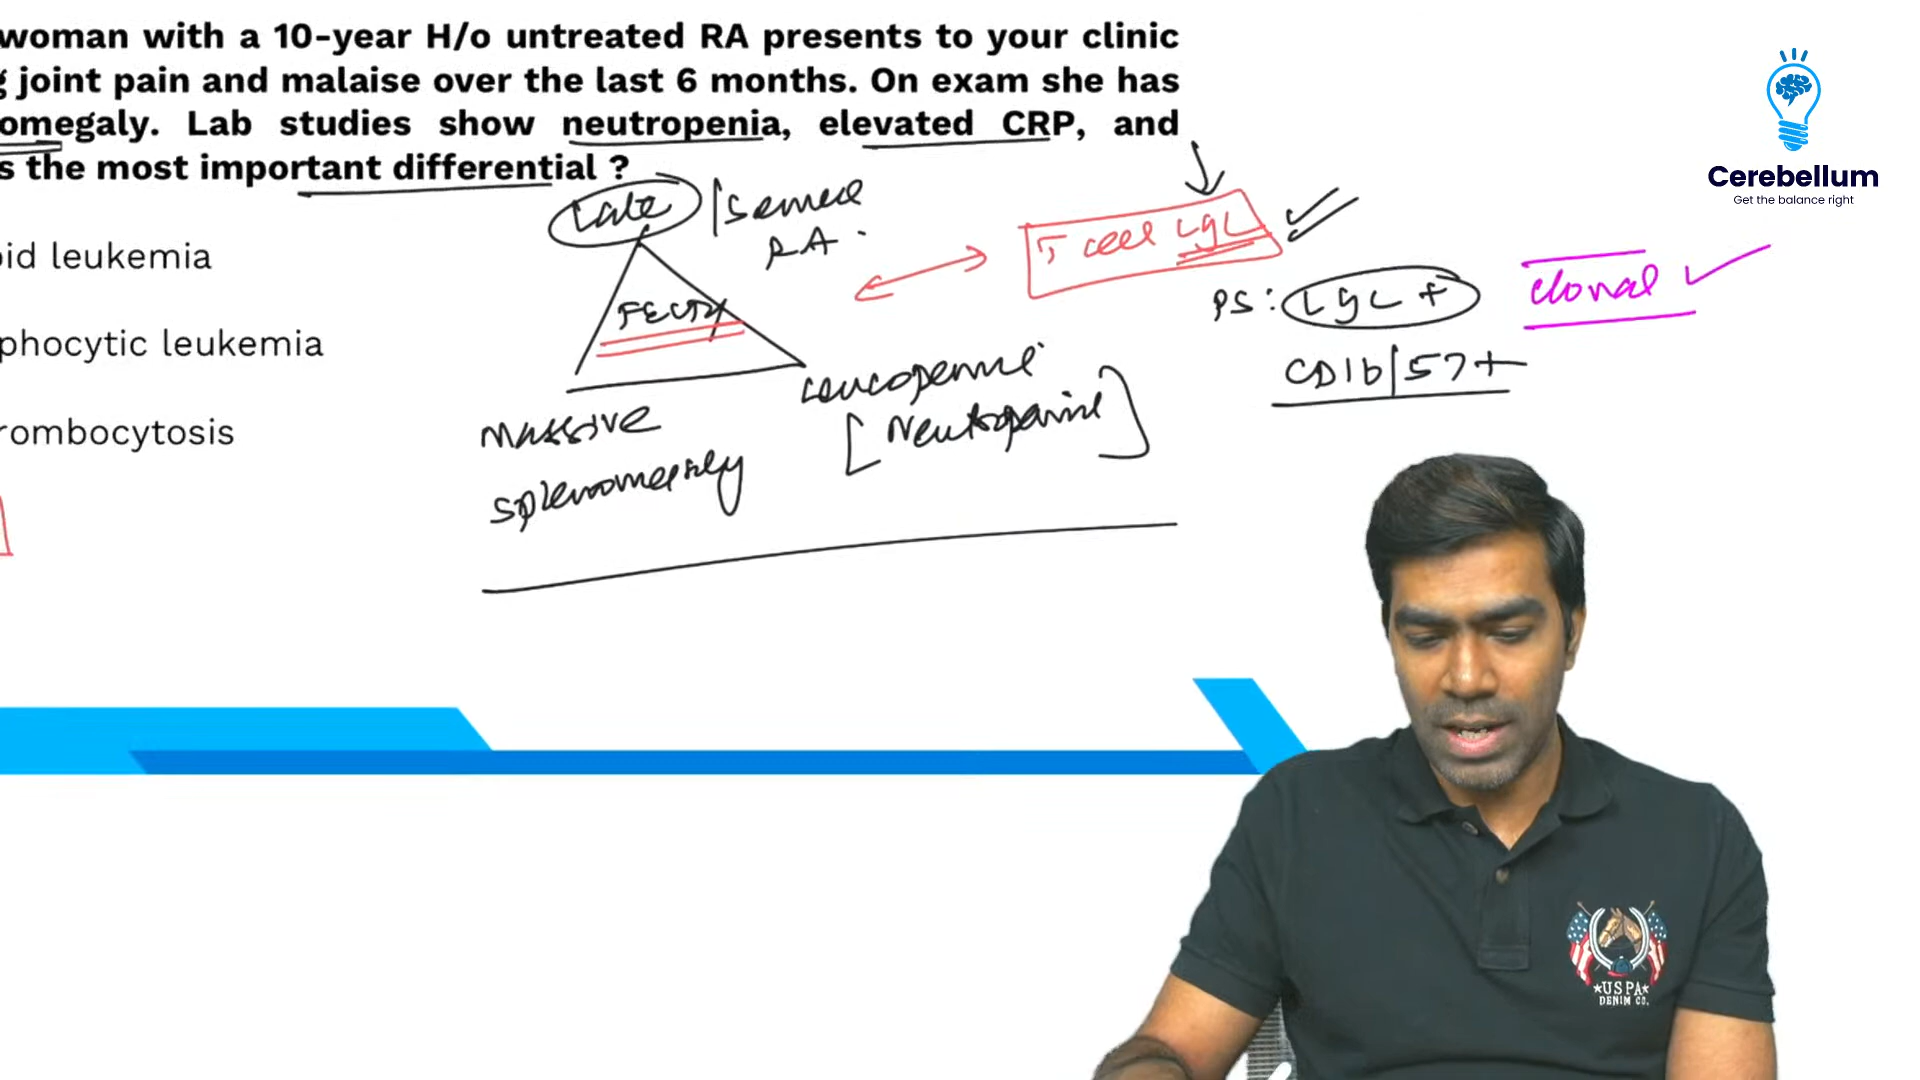 woman with a 10-year H/o untreated RA presents to your clinic
joint pain and malaise over the last 6 months. On exam she has
omegaly. Lab studies show neutropenia, elevated CRP, and
s the most important differential ?
Cerebellum
Get the balance right
Late
RA
T cell LGL
id leukemia
PS: LGL +
clonal
FELTY
phocytic leukemia
CD16/57+
rombocytosis
Massive
splenomegaly
[Neutropenia]
★USPA★
DENIM CO.